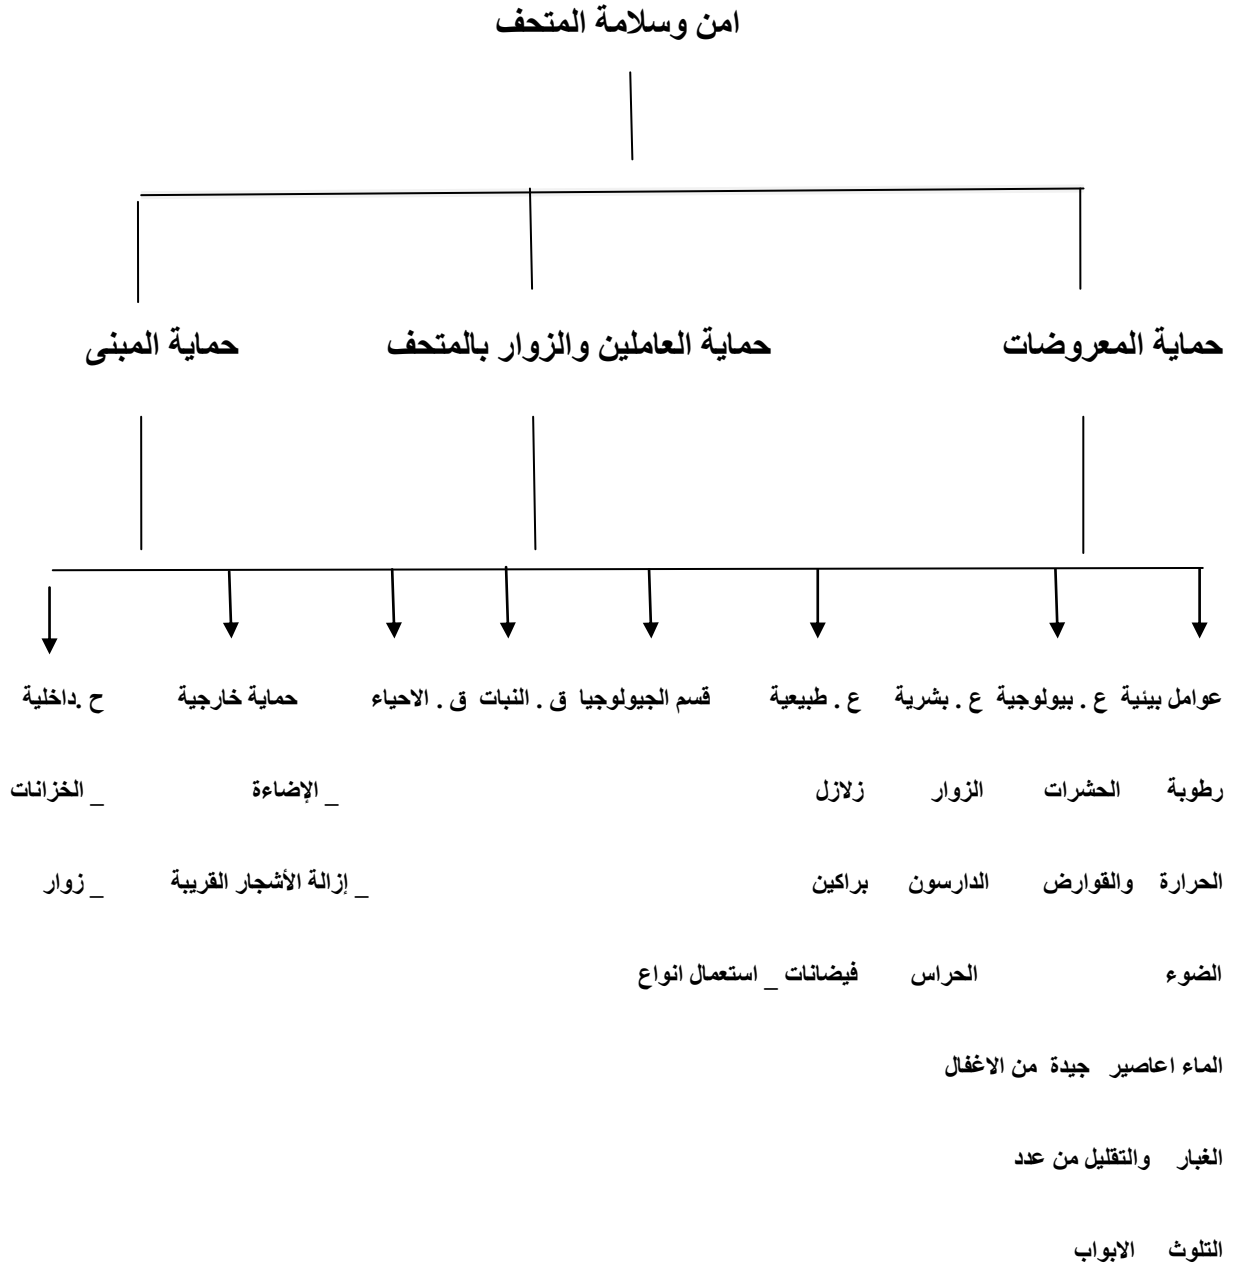 امن وسلامة المتحف
حماية المعروضات حماية العاملين والزوار بالمتحف حماية المبنى
عوامل بيئية ع . بيولوجية ع . بشرية ع . طبيعية قسم الجيولوجيا ق . النبات ق . الاحياء حماية خارجية ح .داخلية
رطوبة الحشرات الزوار زلازل _ الإضاءة _ الخزانات
الحرارة والقوارض الدارسون براكين _ إزالة الأشجار القريبة _ زوار
الضوء الحراس فيضانات _ استعمال انواع
الماء اعاصير جيدة من الاغفال
الغبار والتقليل من عدد
التلوث الابواب